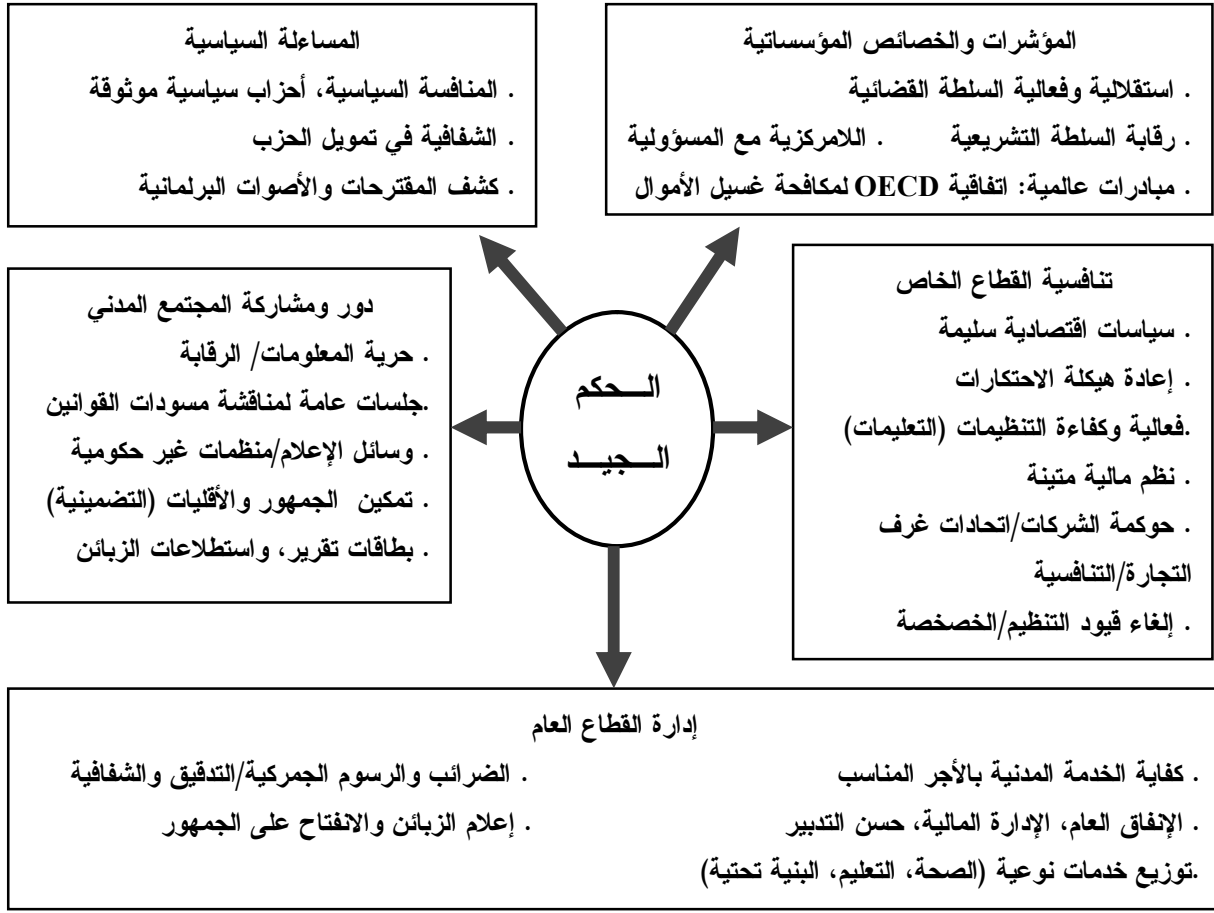 المؤشرات والخصائص المؤسساتية
. استقلالية وفعالية السلطة القضائية
. رقابة السلطة التشريعية . اللامركزية مع المسؤولية
. مبادرات عالمية: اتفاقية OECD لمكافحة غسيل الأموال
المساءلة السياسية
. المنافسة السياسية، أحزاب سياسية موثوقة
. الشفافية في تمويل الحزب
. كشف المقترحات والأصوات البرلمانية
تنافسية القطاع الخاص
. سياسات اقتصادية سليمة
. إعادة هيكلة الاحتكارات
.فعالية وكفاءة التنظيمات (التعليمات)
. نظم مالية متينة
. حوكمة الشركات/اتحادات غرف
التجارة/التنافسية
. إلغاء قيود التنظيم/الخصخصة
الـــحكم
الـــجيـــد
دور ومشاركة المجتمع المدني
. حرية المعلومات/ الرقابة
.جلسات عامة لمناقشة مسودات القوانين
. وسائل الإعلام/منظمات غير حكومية
. تمكين الجمهور والأقليات (التضمينية)
. بطاقات تقرير، واستطلاعات الزبائن
إدارة القطاع العام
. كفاية الخدمة المدنية بالأجر المناسب . الضرائب والرسوم الجمركية/التدقيق والشفافية
. الإنفاق العام، الإدارة المالية، حسن التدبير . إعلام الزبائن والانفتاح على الجمهور
.توزيع خدمات نوعية (الصحة، التعليم، البنية تحتية)